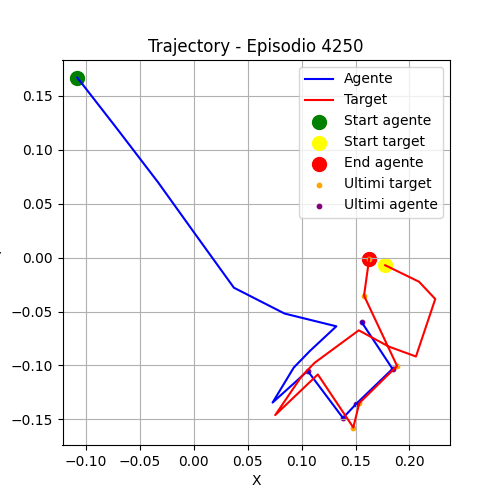 Trajectory - Episodio 4250
Agente
Target
Start agente
Start target
End agente
Ultimi target
Ultimi agente
0.15
0.10
0.05
0.00
−0.05
−0.10
−0.15
−0.10
−0.05
0.00
0.05
0.10
0.15
0.20
X